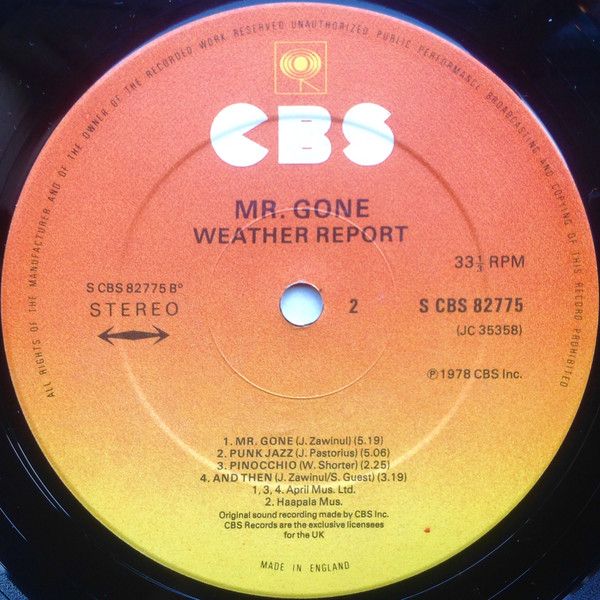 ALL RIGHTS OF THE MANUFACTURER AND OF THE OWNER OF THE RECORDED WORK RESERVED UNAUTHORIZED PUBLIC PERFORMANCE BROADCASTING AND COPYING OF THIS RECORD PROHIBITED
CBS
MR. GONE
WEATHER REPORT
33⅓ RPM
S CBS 82775 Bº
STEREO
2
S CBS 82775
(JC 35358)
℗ 1978 CBS Inc.
1. MR. GONE (J. Zawinul) (5.19)
2. PUNK JAZZ (J. Pastorius) (5.06)
3. PINOCCHIO (W. Shorter) (2.25)
4. AND THEN (J. Zawinul/S. Guest) (3.19)
1, 3, 4. April Mus. Ltd.
2. Haapala Mus.
Original sound recording made by CBS Inc.
CBS Records are the exclusive licensees
for the UK
MADE IN ENGLAND